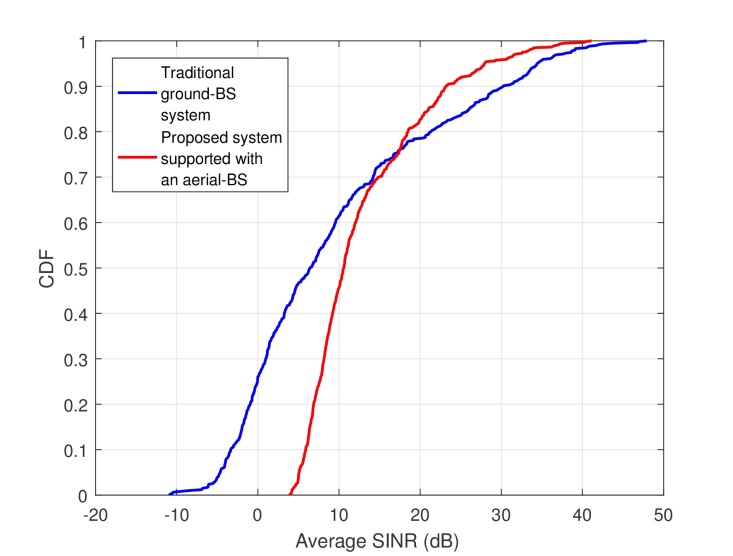 1
0.9
0.8
0.7
0.6
0.5
0.4
0.3
0.2
0.1
0
CDF
Traditional
ground-BS
system
Proposed system
supported with
an aerial-BS
-20 -10 0 10 20 30 40 50
Average SINR (dB)